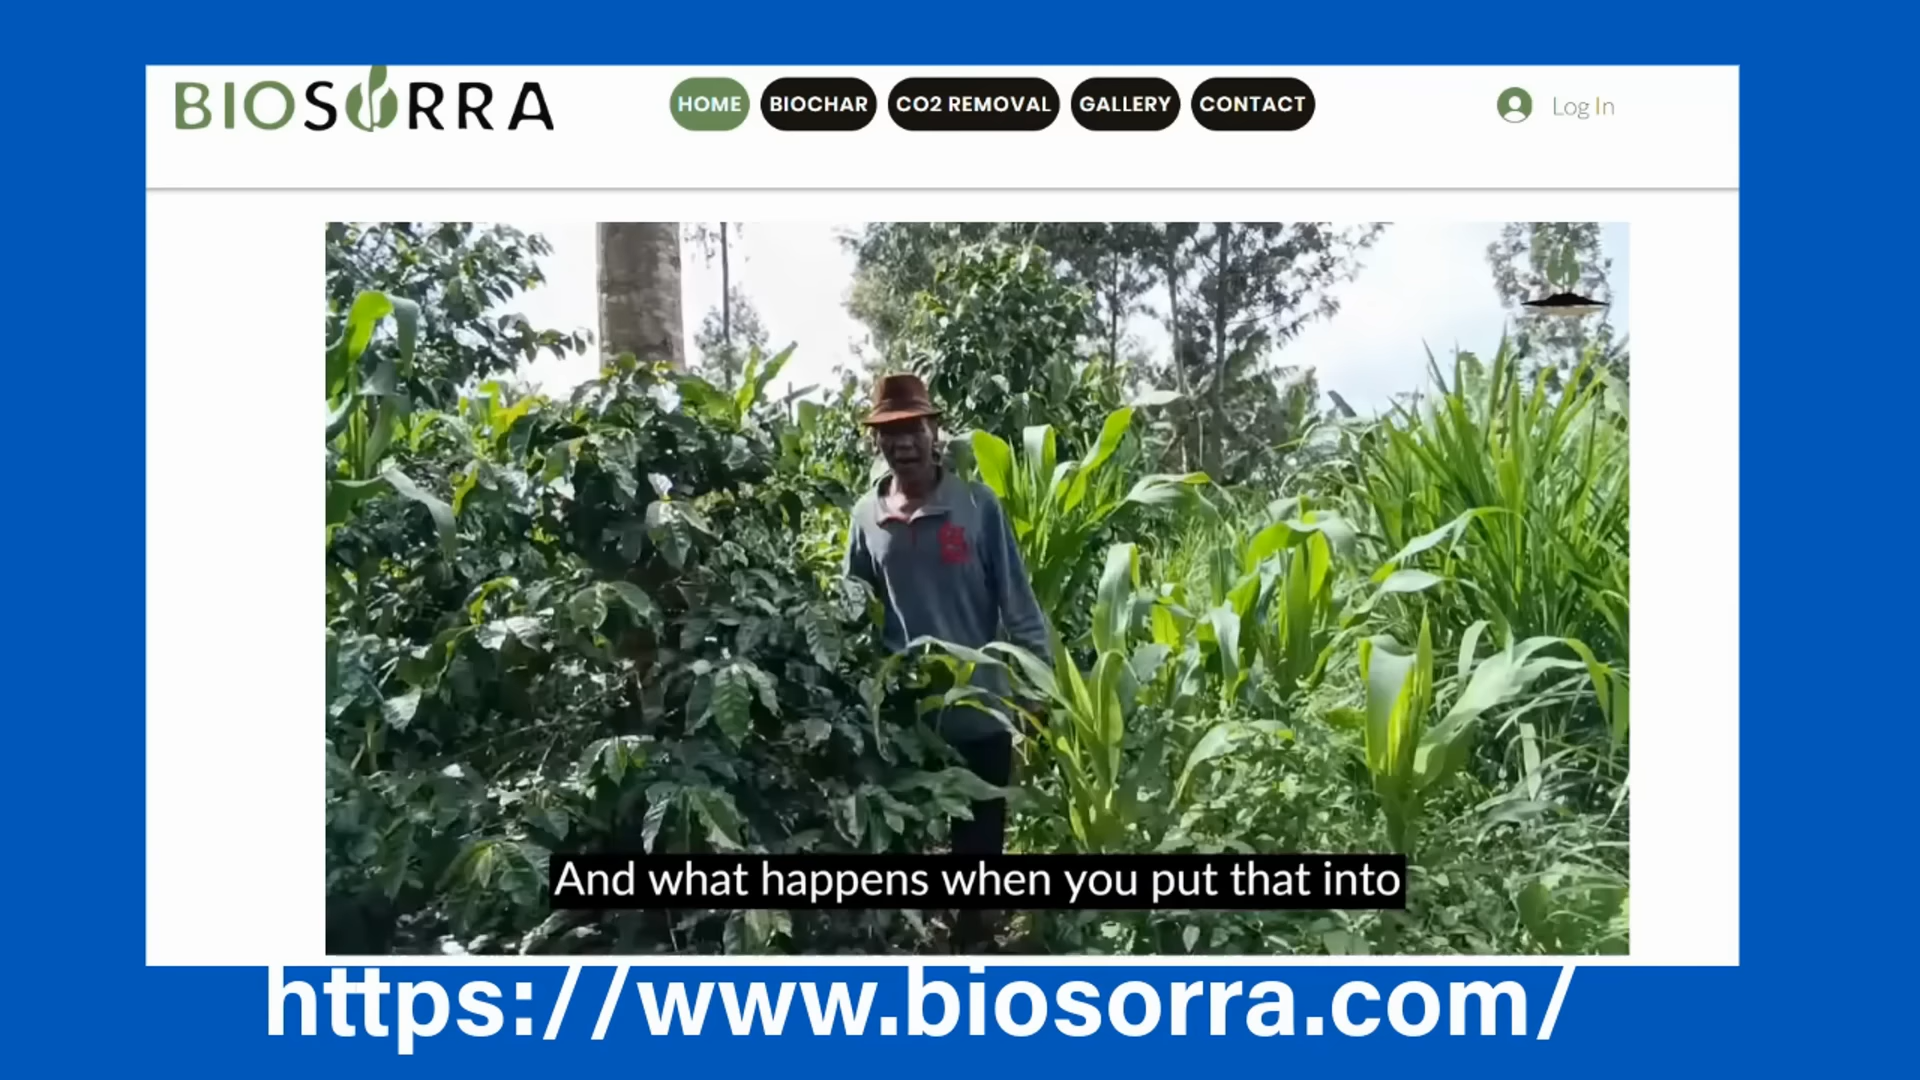 BIOSORRA
HOME BIOCHAR CO2 REMOVAL GALLERY CONTACT
Log In
And what happens when you put that into
https://www.biosorra.com/